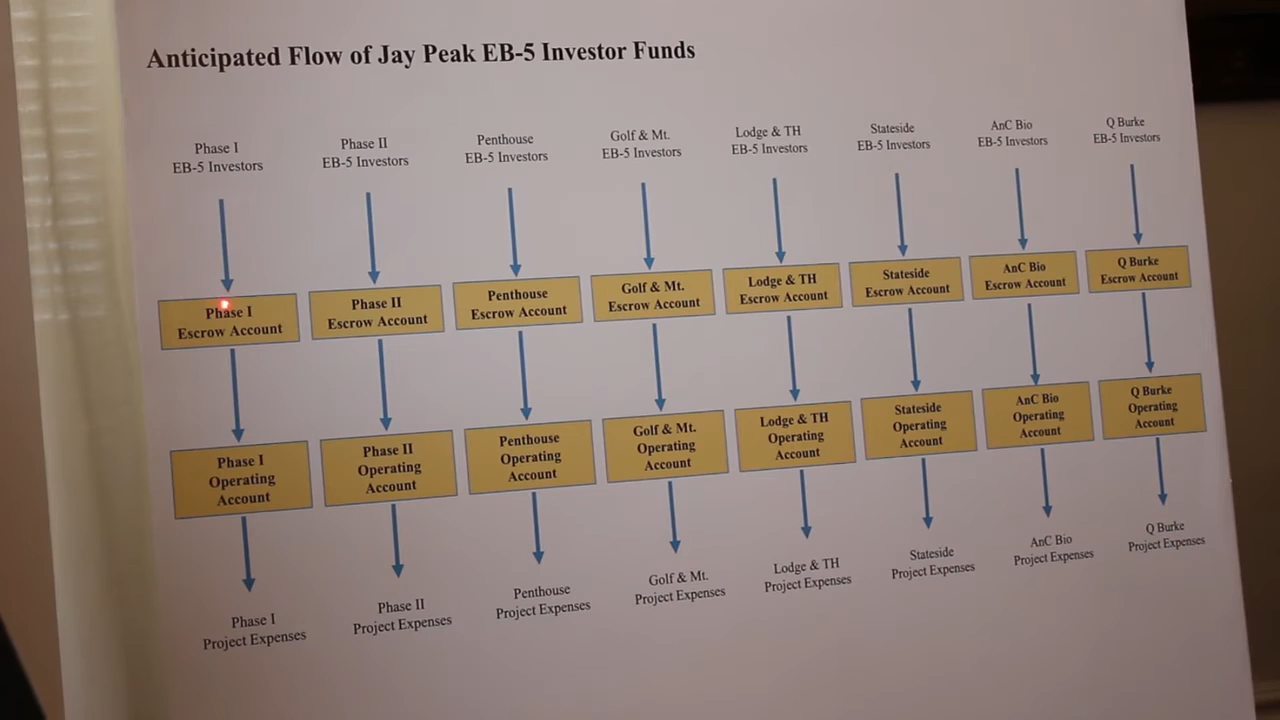 Anticipated Flow of Jay Peak EB-5 Investor Funds
Phase I
EB-5 Investors
Phase II
EB-5 Investors
Penthouse
EB-5 Investors
Golf & Mt.
EB-5 Investors
Lodge & TH
EB-5 Investors
Stateside
EB-5 Investors
AnC Bio
EB-5 Investors
Q Burke
EB-5 Investors
Phase I
Escrow Account
Phase II
Escrow Account
Penthouse
Escrow Account
Golf & Mt.
Escrow Account
Lodge & TH
Escrow Account
Stateside
Escrow Account
AnC Bio
Escrow Account
Q Burke
Escrow Account
Phase I
Operating
Account
Phase II
Operating
Account
Penthouse
Operating
Account
Golf & Mt.
Operating
Account
Lodge & TH
Operating
Account
Stateside
Operating
Account
AnC Bio
Operating
Account
Q Burke
Operating
Account
Phase I
Project Expenses
Phase II
Project Expenses
Penthouse
Project Expenses
Golf & Mt.
Project Expenses
Lodge & TH
Project Expenses
Stateside
Project Expenses
AnC Bio
Project Expenses
Q Burke
Project Expenses